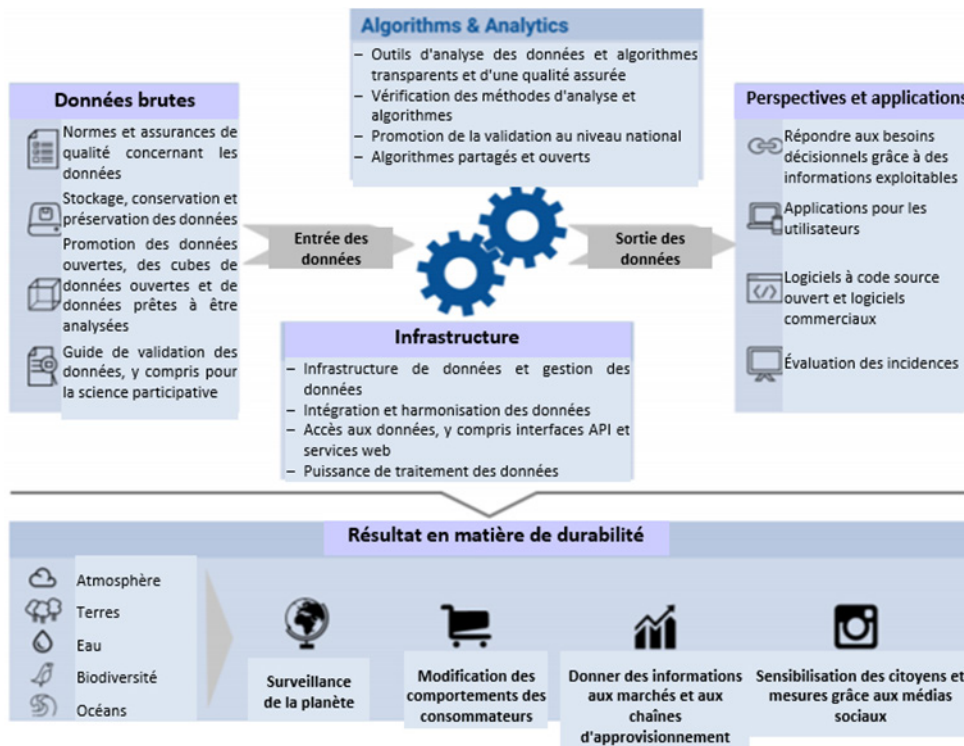 Algorithms & Analytics
– Outils d'analyse des données et algorithmes
transparents et d'une qualité assurée
– Vérification des méthodes d'analyse et
algorithmes
– Promotion de la validation au niveau national
– Algorithmes partagés et ouverts
Données brutes
Normes et assurances de
qualité concernant les
données
Stockage, conservation et
préservation des données
Promotion des données
ouvertes, des cubes de
données ouvertes et de
données prêtes à être
analysées
Guide de validation des
données, y compris pour
la science participative
Entrée des
données
Sortie des
données
Perspectives et applications
Répondre aux besoins
décisionnels grâce à des
informations exploitables
Applications pour les
utilisateurs
Logiciels à code source
ouvert et logiciels
commerciaux
Évaluation des incidences
Infrastructure
– Infrastructure de données et gestion des
données
– Intégration et harmonisation des données
– Accès aux données, y compris interfaces API et
services web
– Puissance de traitement des données
Résultat en matière de durabilité
Atmosphère
Terres
Eau
Biodiversité
Océans
Surveillance
de la planète
Modification des
comportements des
consommateurs
Donner des informations
aux marchés et aux
chaînes
d'approvisionnement
Sensibilisation des citoyens et
mesures grâce aux médias
sociaux